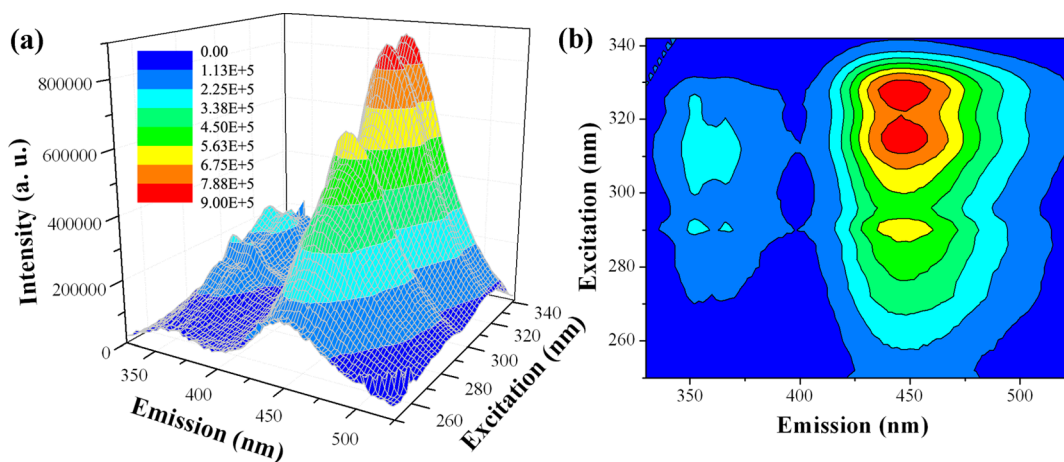 (a)
Intensity (a. u.)
800000
600000
400000
200000
0
0.00
1.13E+5
2.25E+5
3.38E+5
4.50E+5
5.63E+5
6.75E+5
7.88E+5
9.00E+5
350
400
450
500
Emission (nm)
260
280
300
320
340
Excitation (nm)
(b)
Excitation (nm)
340
320
300
280
260
350
400
450
500
Emission (nm)